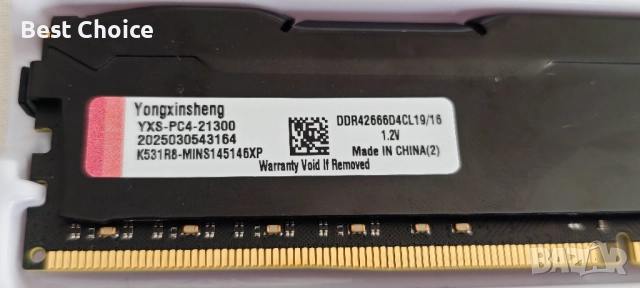 Best Choice
Yongxinsheng
YXS-PC4-21300
2025030543164
K531R8-MINS145146XP
DDR42666D4CL19/16
1.2V
Made IN CHINA(2)
Warranty Void If Removed
BAZAR